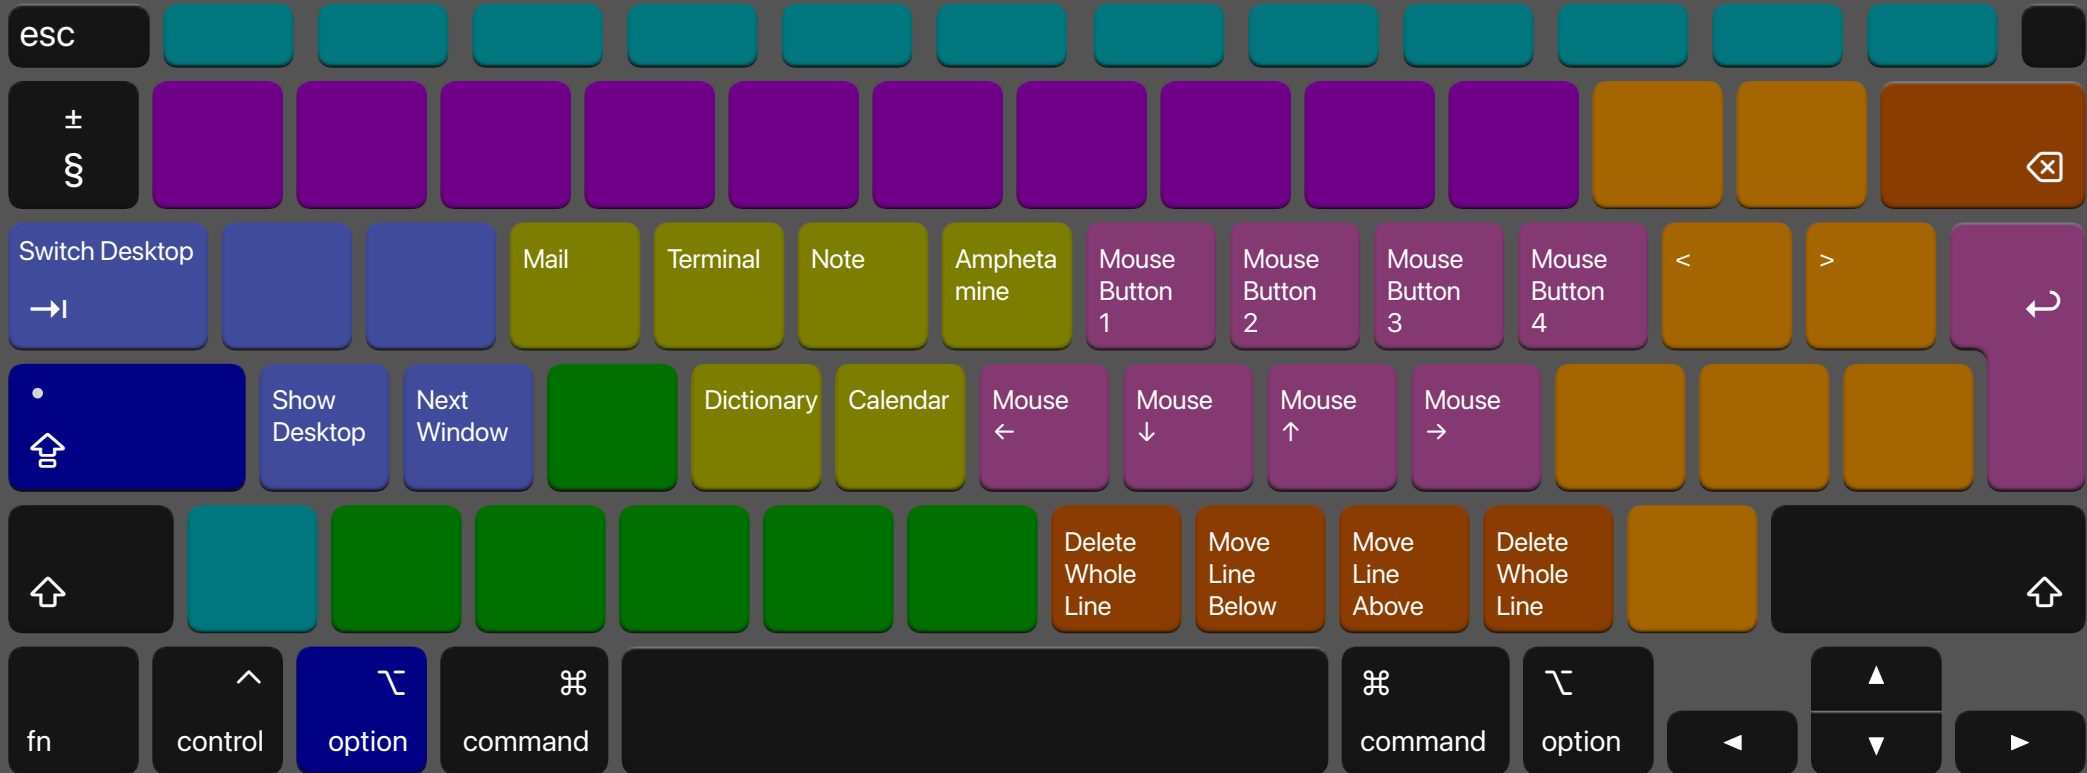 esc
±
§
Switch Desktop
Mail
Terminal
Note
Ampheta
mine
Mouse
Button
1
Mouse
Button
2
Mouse
Button
3
Mouse
Button
4
<
>
Show
Desktop
Next
Window
Dictionary
Calendar
Mouse
←
Mouse
↓
Mouse
↑
Mouse
→
Delete
Whole
Line
Move
Line
Below
Move
Line
Above
Delete
Whole
Line
fn
control
option
command
command
option